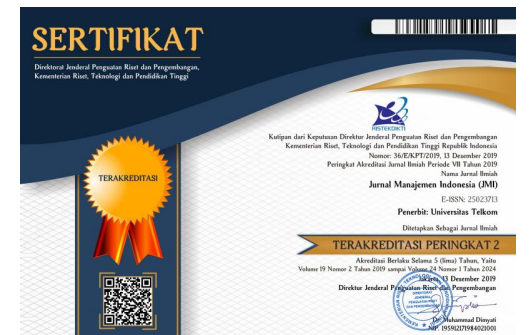 SERTIFIKAT
Direktorat Jenderal Penguatan Riset dan Pengembangan,
Kementerian Riset, Teknologi dan Pendidikan Tinggi
RISTEKDIKTI
Kutipan dari Keputusan Direktur Jenderal Penguatan Riset dan Pengembangan
Kementerian Riset, Teknologi dan Pendidikan Tinggi Republik Indonesia
Nomor: 36/E/KPT/2019, 13 Desember 2019
Peringkat Akreditasi Jurnal Ilmiah Periode VII Tahun 2019
Nama Jurnal Ilmiah
Jurnal Manajemen Indonesia (JMI)
E-ISSN: 25023713
Penerbit: Universitas Telkom
Ditetapkan Sebagai Jurnal Ilmiah
TERAKREDITASI
TERAKREDITASI PERINGKAT 2
Akreditasi Berlaku Selama 5 (lima) Tahun, Yaitu
Volume 19 Nomor 2 Tahun 2019 sampai Volume 24 Nomor 1 Tahun 2024
Jakarta, 13 Desember 2019
Direktur Jenderal Penguatan Riset dan Pengembangan
Dr. Muhammad Dimyati
NIP. 195912171984021001